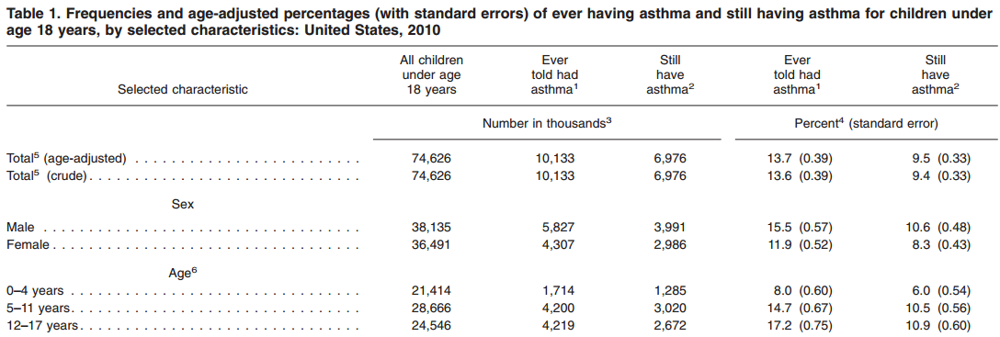 Table 1. Frequencies and age-adjusted percentages (with standard errors) of ever having asthma and still having asthma for children under
age 18 years, by selected characteristics: United States, 2010
All children Ever Still Ever Still
under age told had have told had have
Selected characteristic 18 years asthma¹ asthma² asthma¹ asthma²
Number in thousands³ Percent⁴ (standard error)
Total⁵ (age-adjusted) . . . . . . . . . . . . . . . . . . . . . . . . . 74,626 10,133 6,976 13.7 (0.39) 9.5 (0.33)
Total⁵ (crude). . . . . . . . . . . . . . . . . . . . . . . . . . . . . . 74,626 10,133 6,976 13.6 (0.39) 9.4 (0.33)
Sex
Male . . . . . . . . . . . . . . . . . . . . . . . . . . . . . . . . . . . 38,135 5,827 3,991 15.5 (0.57) 10.6 (0.48)
Female . . . . . . . . . . . . . . . . . . . . . . . . . . . . . . . . . . 36,491 4,307 2,986 11.9 (0.52) 8.3 (0.43)
Age⁶
0–4 years . . . . . . . . . . . . . . . . . . . . . . . . . . . . . . . . 21,414 1,714 1,285 8.0 (0.60) 6.0 (0.54)
5–11 years. . . . . . . . . . . . . . . . . . . . . . . . . . . . . . . . 28,666 4,200 3,020 14.7 (0.67) 10.5 (0.56)
12–17 years. . . . . . . . . . . . . . . . . . . . . . . . . . . . . . . 24,546 4,219 2,672 17.2 (0.75) 10.9 (0.60)